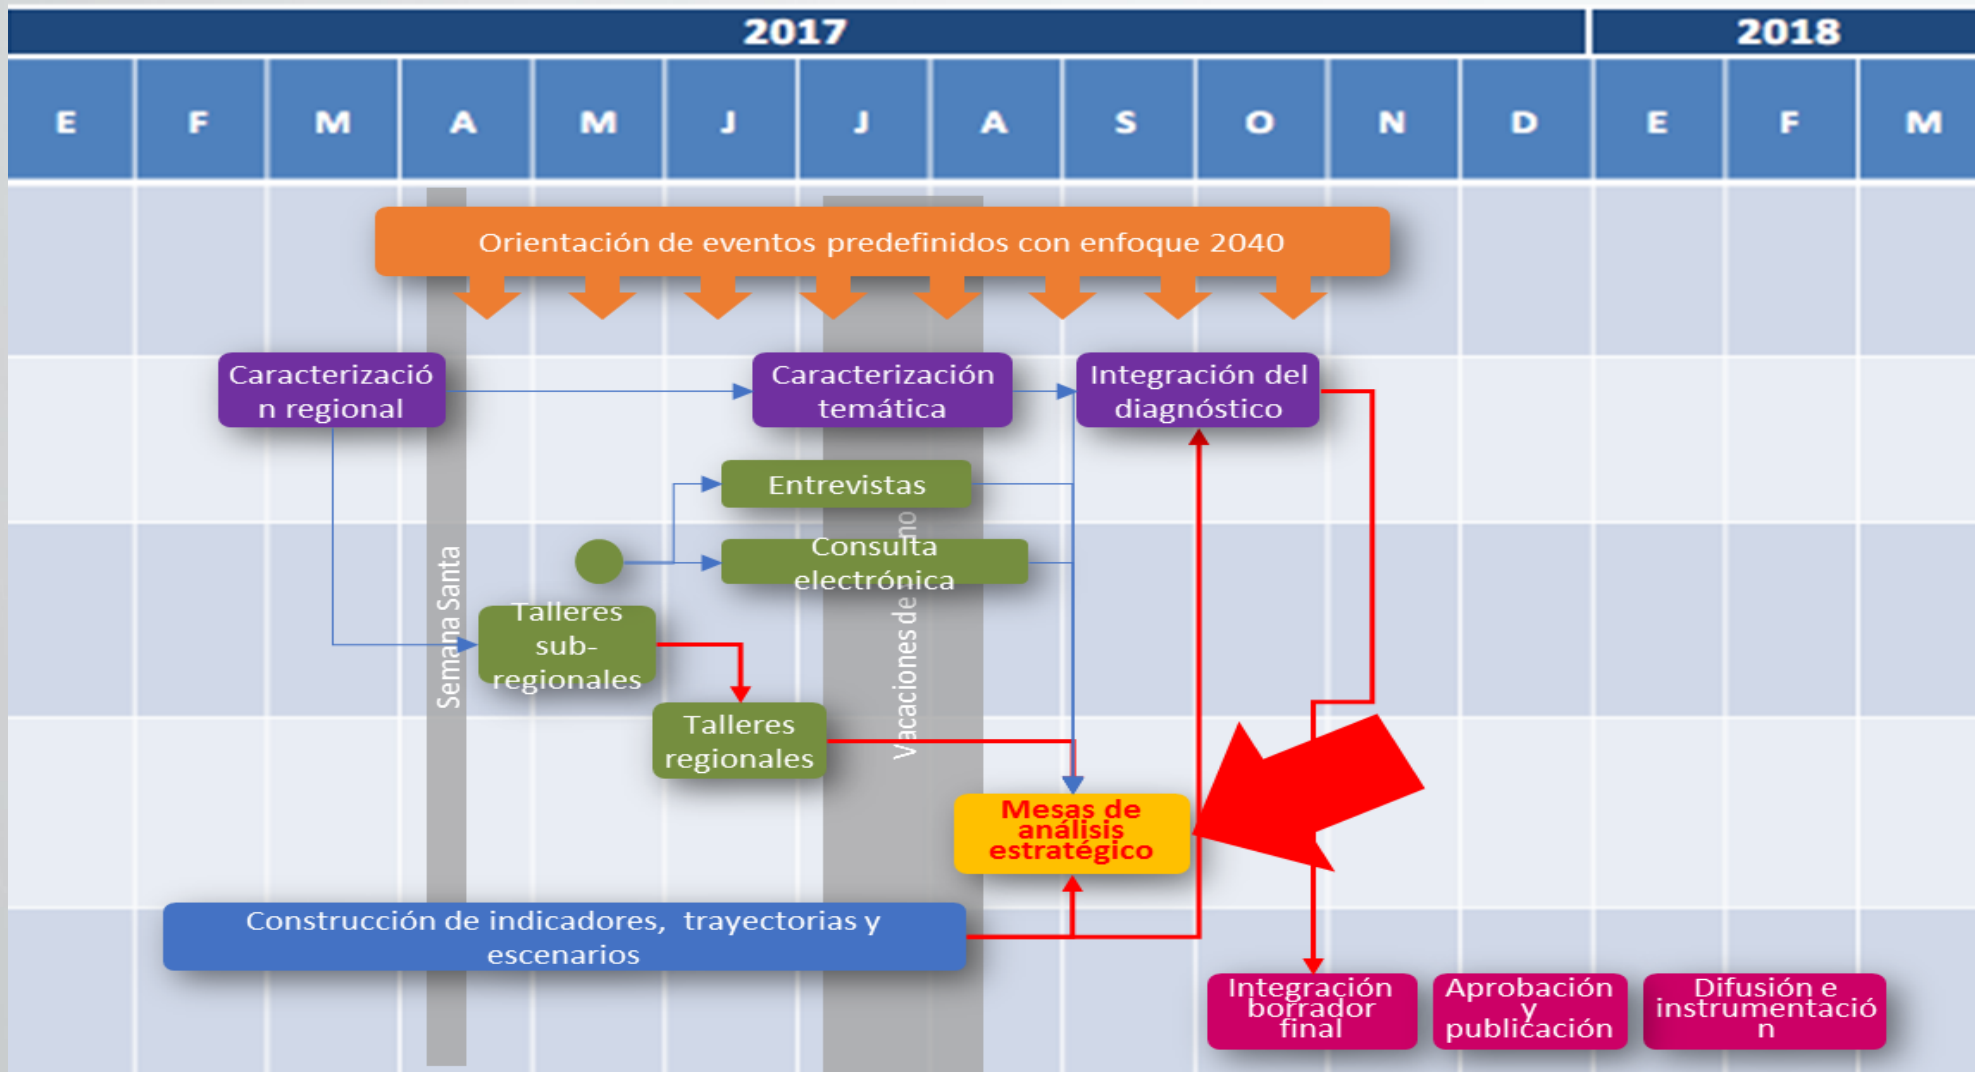 2017
2018
E F M A M J J A S O N D E F M
Orientación de eventos predefinidos con enfoque 2040
Caracterizació
n regional
Caracterización
temática
Integración del
diagnóstico
Entrevistas
Consulta
electrónica
Semana Santa
Vacaciones de
no
Talleres
sub-
regionales
Talleres
regionales
Mesas de
análisis
estratégico
Construcción de indicadores, trayectorias y
escenarios
Integración
borrador
final
Aprobación
y
publicación
Difusión e
instrumentació
n